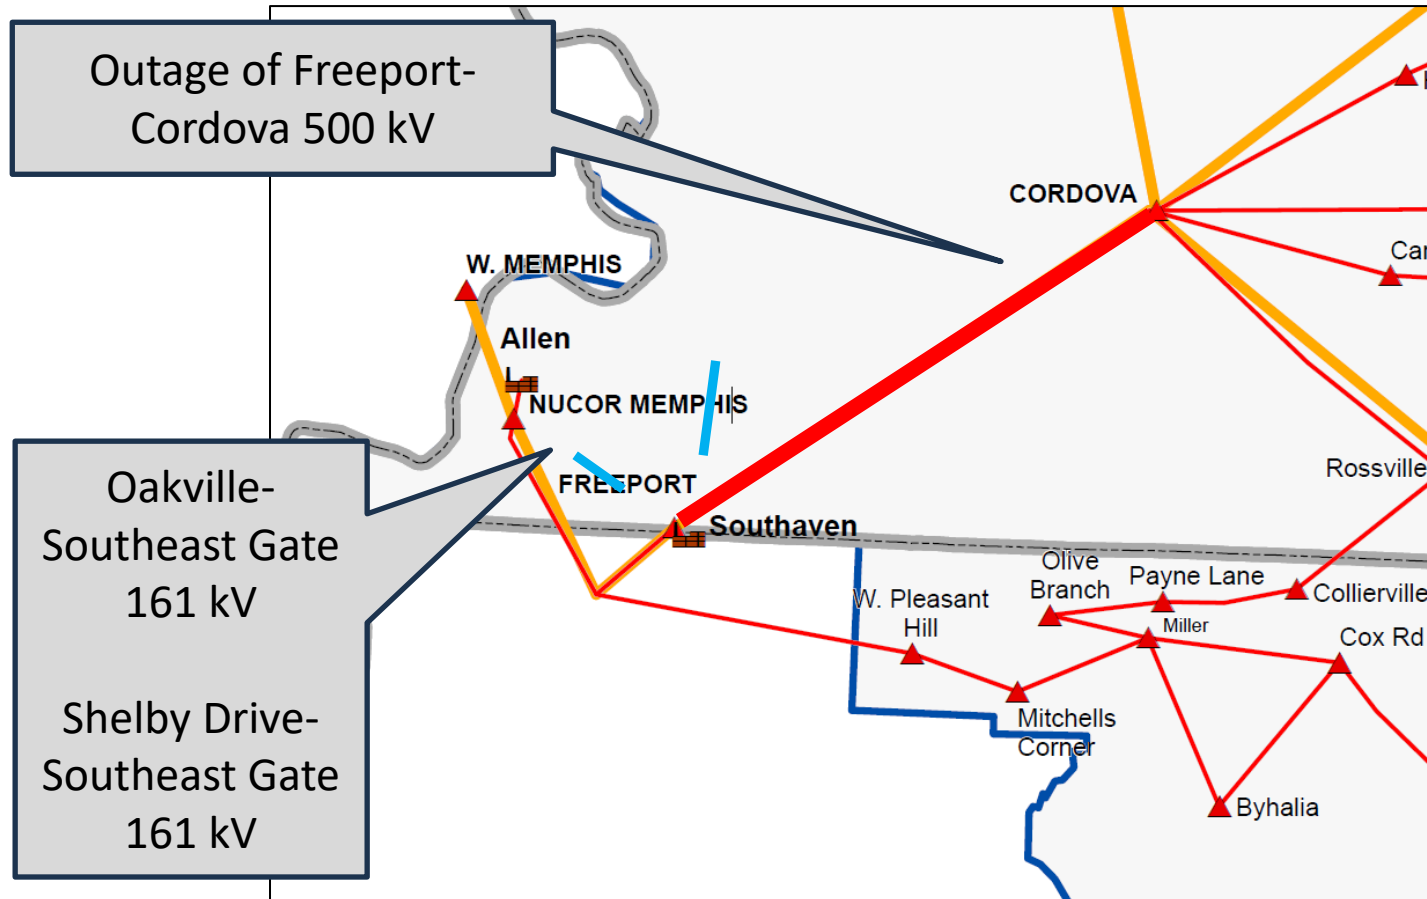 Outage of Freeport-
Cordova 500 kV
CORDOVA
W. MEMPHIS
Allen
NUCOR MEMPHIS
FREEPORT
Southaven
Oakville-
Southeast Gate
161 kV
Shelby Drive-
Southeast Gate
161 kV
Rossville
Olive
Branch
Payne Lane
Collierville
W. Pleasant
Hill
Miller
Cox Rd
Mitchells
Corner
Byhalia